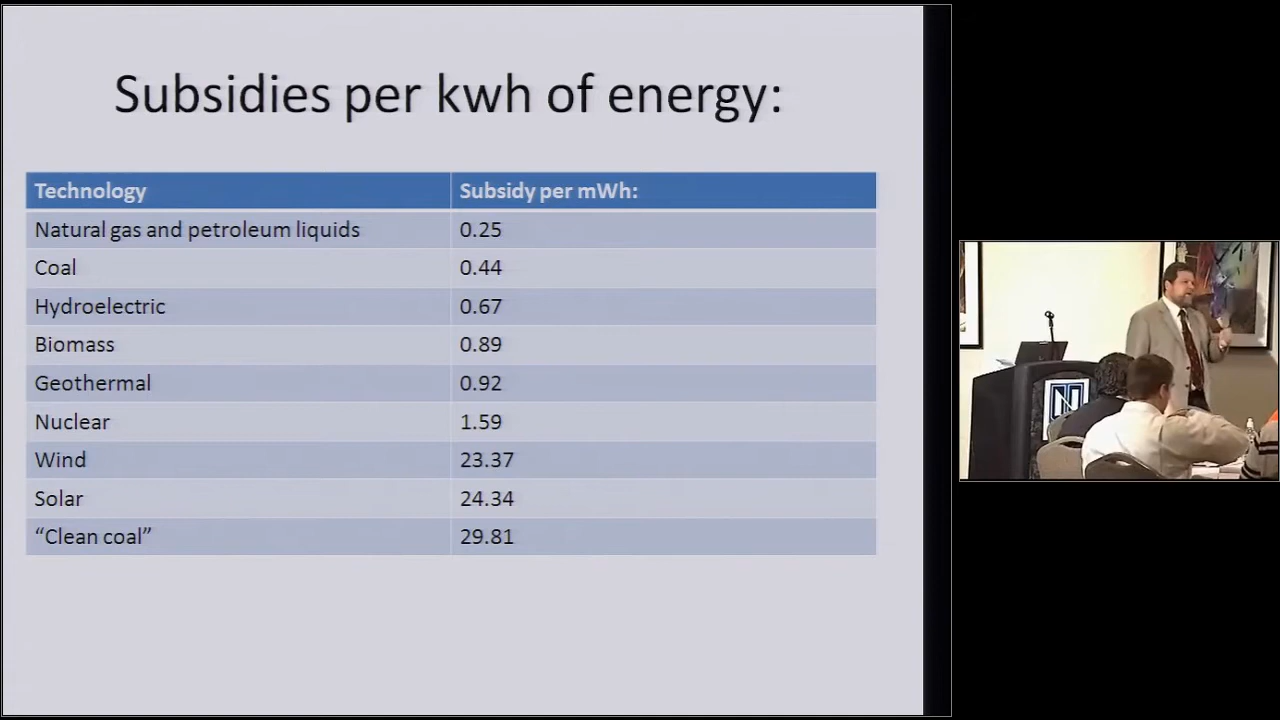 Subsidies per kwh of energy:
Technology Subsidy per mWh:
Natural gas and petroleum liquids 0.25
Coal 0.44
Hydroelectric 0.67
Biomass 0.89
Geothermal 0.92
Nuclear 1.59
Wind 23.37
Solar 24.34
“Clean coal” 29.81
N